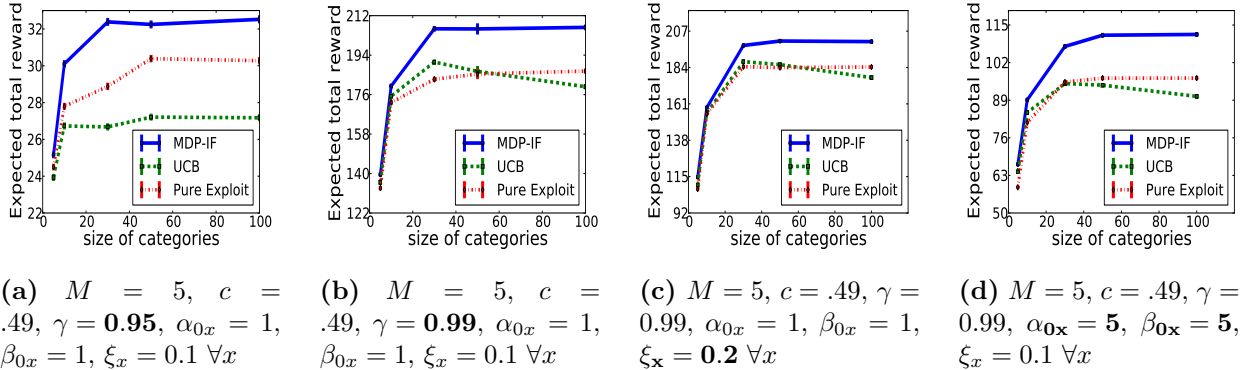 Expected total reward
32
30
28
26
24
22
0 20 40 60 80 100
size of categories
MDP-IF
UCB
Pure Exploit
Expected total reward
212
194
176
158
140
122
0 20 40 60 80 100
size of categories
MDP-IF
UCB
Pure Exploit
Expected total reward
207
184
161
138
115
92
0 20 40 60 80 100
size of categories
MDP-IF
UCB
Pure Exploit
Expected total reward
115
102
89
76
63
50
0 20 40 60 80 100
size of categories
MDP-IF
UCB
Pure Exploit
(a) M = 5, c =
.49, γ = 0.95, α₀ₓ = 1,
β₀ₓ = 1, ξₓ = 0.1 ∀x
(b) M = 5, c =
.49, γ = 0.99, α₀ₓ = 1,
β₀ₓ = 1, ξₓ = 0.1 ∀x
(c) M = 5, c = .49, γ =
0.99, α₀ₓ = 1, β₀ₓ = 1,
ξₓ = 0.2 ∀x
(d) M = 5, c = .49, γ =
0.99, α₀ₓ = 5, β₀ₓ = 5,
ξₓ = 0.1 ∀x